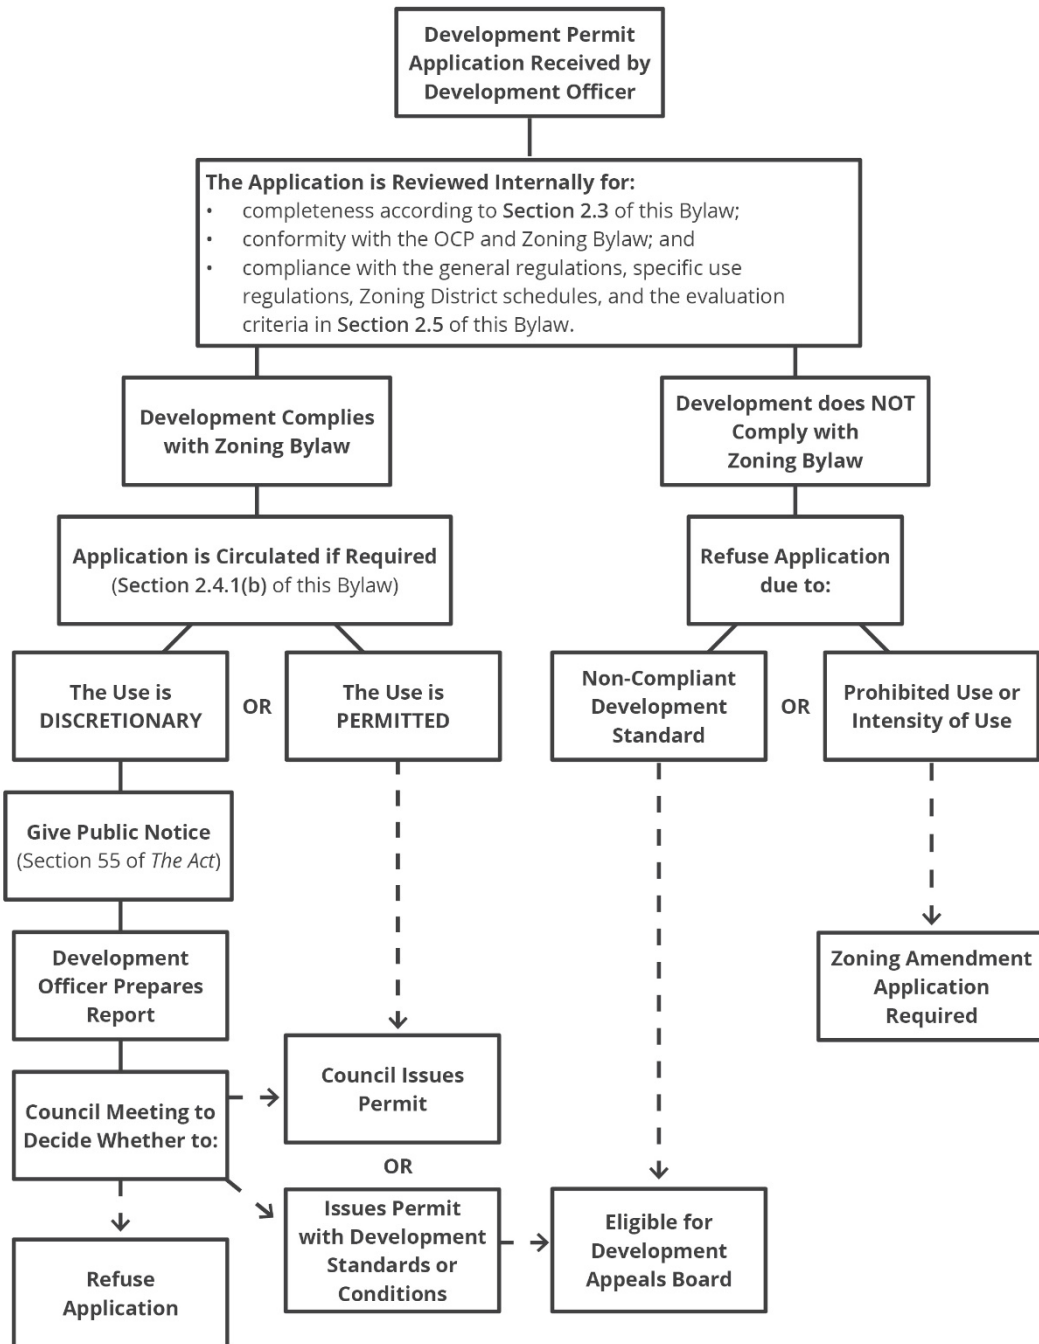 Development Permit
Application Received by
Development Officer
The Application is Reviewed Internally for:
• completeness according to Section 2.3 of this Bylaw;
• conformity with the OCP and Zoning Bylaw; and
• compliance with the general regulations, specific use
regulations, Zoning District schedules, and the evaluation
criteria in Section 2.5 of this Bylaw.
Development Complies
with Zoning Bylaw
Development does NOT
Comply with
Zoning Bylaw
Application is Circulated if Required
(Section 2.4.1(b) of this Bylaw)
Refuse Application
due to:
The Use is
DISCRETIONARY
OR
The Use is
PERMITTED
Non-Compliant
Development
Standard
OR
Prohibited Use or
Intensity of Use
Give Public Notice
(Section 55 of The Act)
Development
Officer Prepares
Report
Zoning Amendment
Application
Required
Council Meeting to
Decide Whether to:
Council Issues
Permit
OR
Issues Permit
with Development
Standards or
Conditions
Eligible for
Development
Appeals Board
Refuse
Application